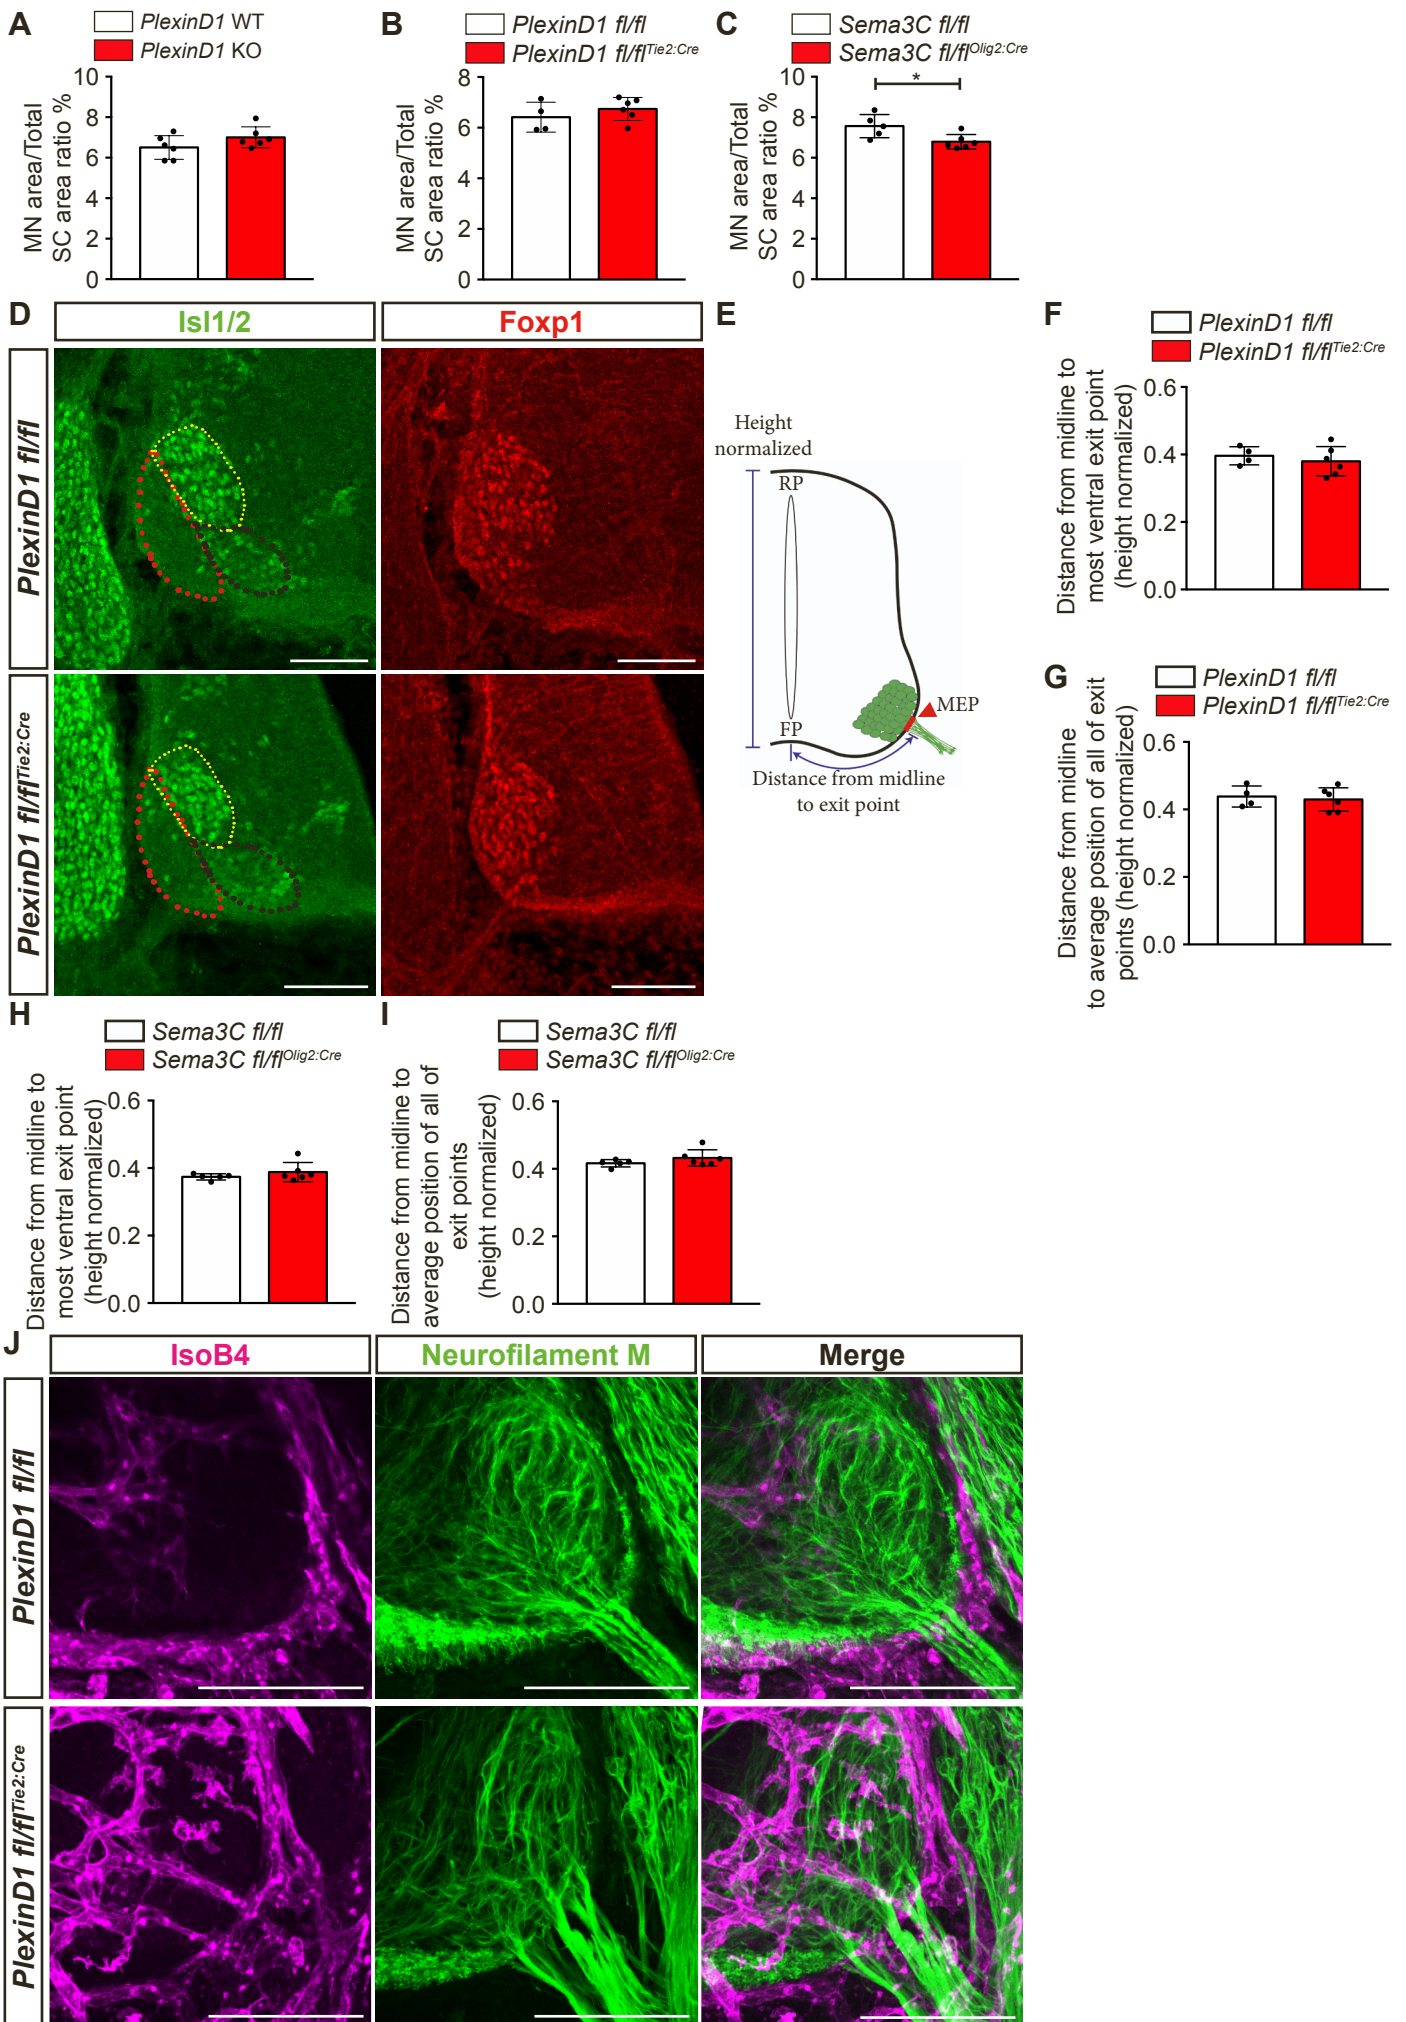 A
PlexinD1 WT
PlexinD1 KO
MN area/Total
SC area ratio %
10
8
6
4
2
0
B
PlexinD1 fl/fl
PlexinD1 fl/flTie2:Cre
MN area/Total
SC area ratio %
8
6
4
2
0
C
Sema3C fl/fl
Sema3C fl/flOlig2:Cre
MN area/Total
SC area ratio %
10
8
6
4
2
0
*
D
Isl1/2
Foxp1
PlexinD1 fl/fl
PlexinD1 fl/flTie2:Cre
E
Height
normalized
RP
FP
MEP
Distance from midline
to exit point
F
PlexinD1 fl/fl
PlexinD1 fl/flTie2:Cre
Distance from midline to
most ventral exit point
(height normalized)
0.6
0.4
0.2
0.0
G
PlexinD1 fl/fl
PlexinD1 fl/flTie2:Cre
Distance from midline
to average position of all of exit
points (height normalized)
0.6
0.4
0.2
0.0
H
Sema3C fl/fl
Sema3C fl/flOlig2:Cre
Distance from midline to
most ventral exit point
(height normalized)
0.6
0.4
0.2
0.0
I
Sema3C fl/fl
Sema3C fl/flOlig2:Cre
Distance from midline to
average position of all of
exit points
(height normalized)
0.6
0.4
0.2
0.0
J
IsoB4
Neurofilament M
Merge
PlexinD1 fl/fl
PlexinD1 fl/flTie2:Cre